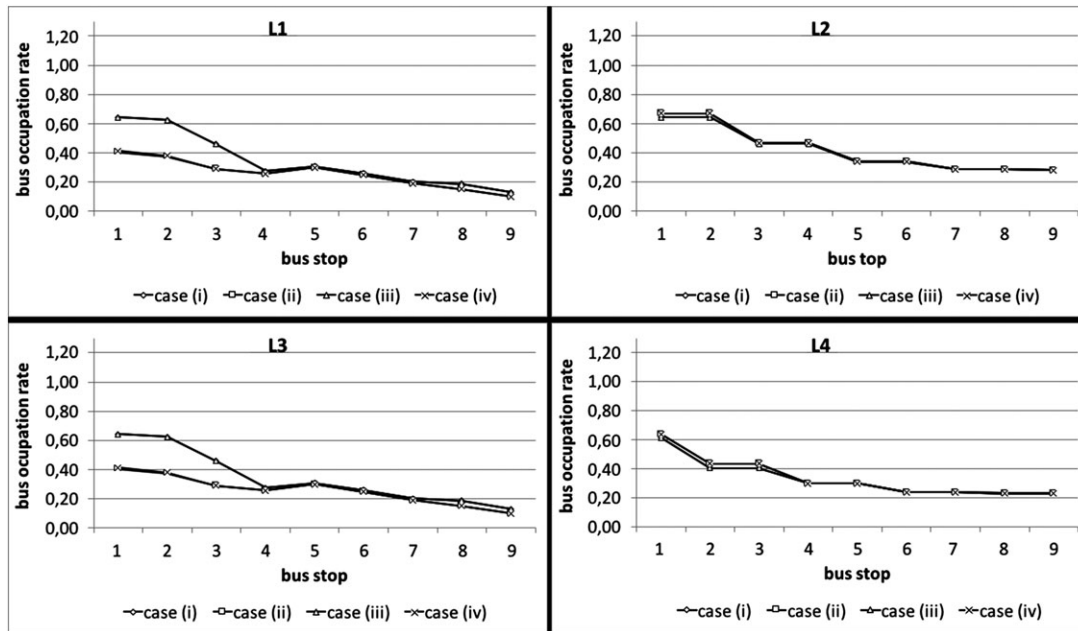 L1
bus occupation rate
1,20
1,00
0,80
0,60
0,40
0,20
0,00
1 2 3 4 5 6 7 8 9
bus stop
case (i) case (ii) case (iii) case (iv)
L2
bus occupation rate
1,20
1,00
0,80
0,60
0,40
0,20
0,00
1 2 3 4 5 6 7 8 9
bus top
case (i) case (ii) case (iii) case (iv)
L3
bus ocupation rate
1,20
1,00
0,80
0,60
0,40
0,20
0,00
1 2 3 4 5 6 7 8 9
bus stop
case (i) case (ii) case (iii) case (iv)
L4
bus occupation rate
1,20
1,00
0,80
0,60
0,40
0,20
0,00
1 2 3 4 5 6 7 8 9
bus stop
case (i) case (ii) case (iii) case (iv)